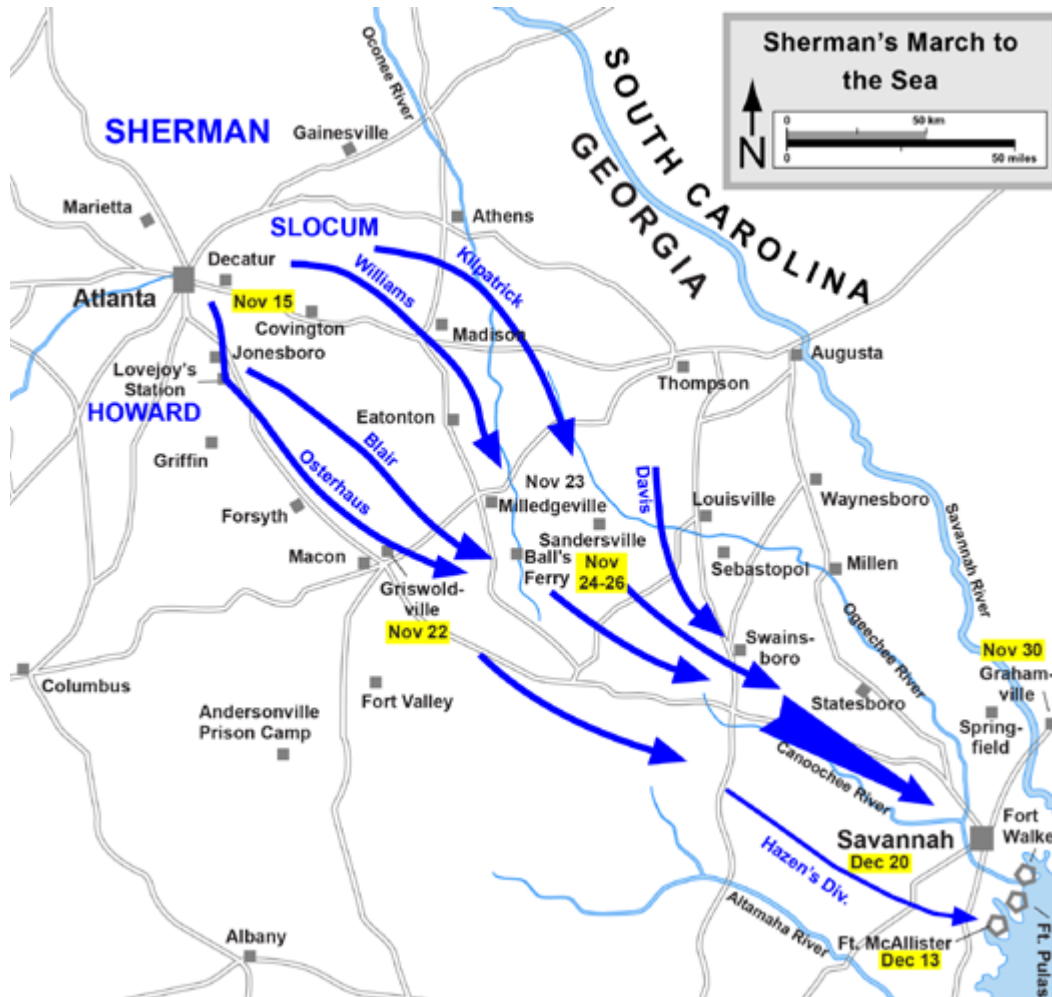 Sherman's March to
the Sea
N
0
50 km
0
50 miles
SOUTH CAROLINA
GEORGIA
Oconee River
SHERMAN
Gainesville
Marietta
SLOCUM
Athens
Decatur
Williams
Kilpatrick
Atlanta
Nov 15
Covington
Madison
Jonesboro
Augusta
Lovejoy's
Station
Thompson
HOWARD
Eatonton
Blair
Griffin
Osterhaus
Nov 23
Milledgeville
Davis
Louisville
Waynesboro
Forsyth
Sandersville
Savannah River
Macon
Ball's
Ferry
Nov
24-26
Sebastopol
Millen
Griswold-
ville
Nov 22
Ogeechee River
Swains-
boro
Nov 30
Graham-
ville
Columbus
Fort Valley
Statesboro
Spring-
field
Andersonville
Prison Camp
Canoochee River
Fort
Walke
Savannah
Dec 20
Hazen's Div.
Altamaha River
Ft. McAllister
Dec 13
Ft. Pulas
Albany